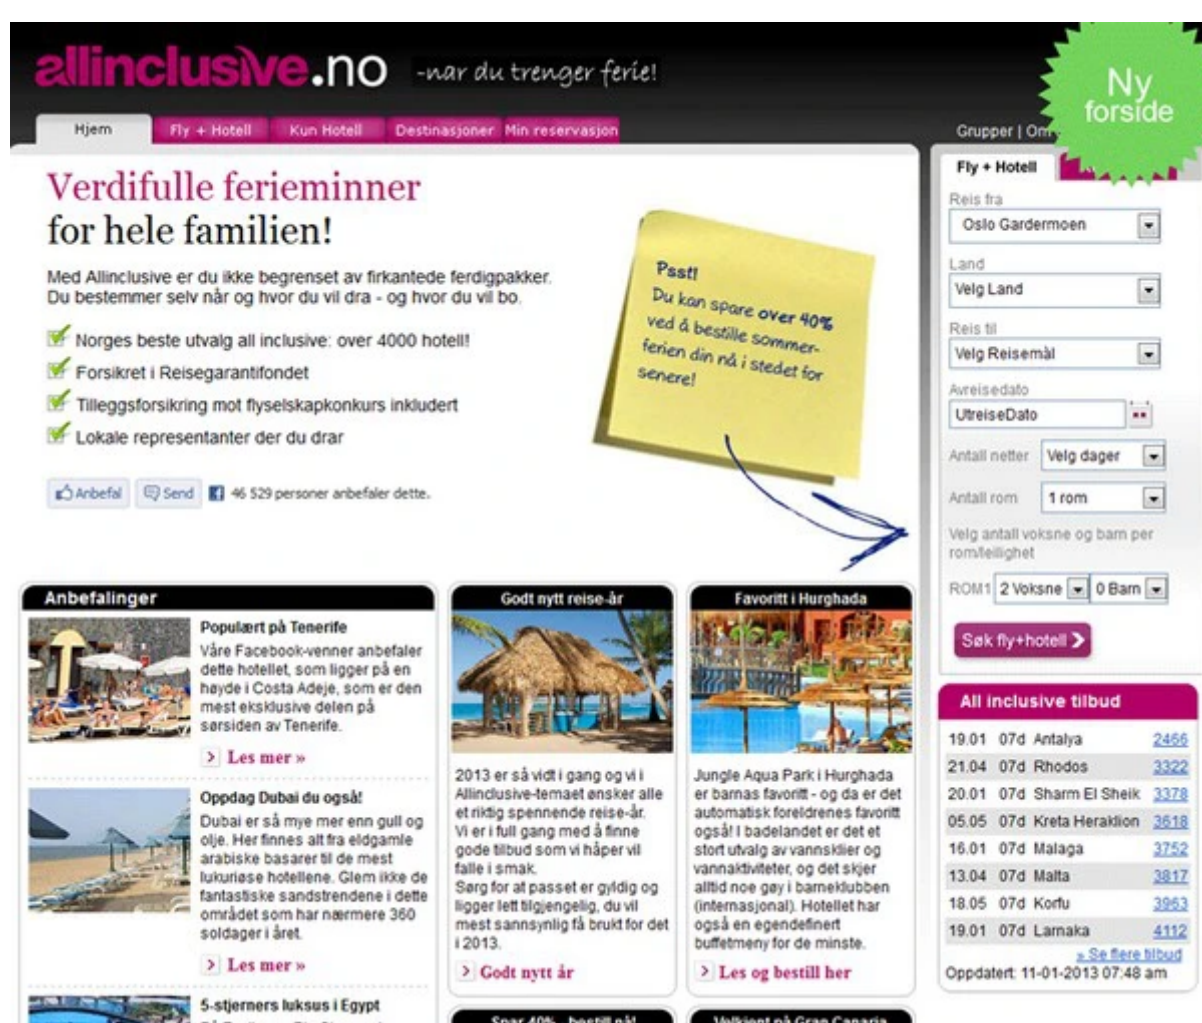 allinclusive.no -nar du trenger ferie!
Ny
forside
Hjem Fly + Hotell Kun Hotell Destinasjoner Min reservasjon
Grupper | Om
Verdifulle ferieminner
for hele familien!
Med Allinclusive er du ikke begrenset av firkantede ferdigpakker.
Du bestemmer selv når og hvor du vil dra - og hvor du vil bo.
Norges beste utvalg all inclusive: over 4000 hotell!
Forsikret i Reisegarantifondet
Tilleggsforsikring mot flyselskapkonkurs inkludert
Lokale representanter der du drar
Anbefal Send 46 529 personer anbefaler dette.
Psst!
Du kan spare over 40%
ved å bestille sommer-
ferien din nå i stedet for
senere!
Fly + Hotell
Reis fra
Oslo Gardermoen
Land
Velg Land
Reis til
Velg Reisemål
Avreisedato
UtreiseDato
Antall netter Velg dager
Antall rom 1 rom
Velg antall voksne og barn per
rom/leilighet
ROM1 2 Voksne 0 Barn
Søk fly+hotell
Anbefalinger
Populært på Tenerife
Våre Facebook-venner anbefaler
dette hotellet, som ligger på en
høyde i Costa Adeje, som er den
mest eksklusive delen på
sørsiden av Tenerife.
Les mer »
Oppdag Dubai du også!
Dubai er så mye mer enn gull og
olje. Her finnes alt fra eldgamle
arabiske basarer til de mest
lukuriøse hotellene. Glem ikke de
fantastiske sandstrendene i dette
området som har nærmere 360
soldager i året.
Les mer »
5-stjerners luksus i Egypt
Godt nytt reise-år
2013 er så vidt i gang og vi i
Allinclusive-temaet ønsker alle
et riktig spennende reise-år.
Vi er i full gang med å finne
gode tilbud som vi håper vil
falle i smak.
Sørg for at passet er gyldig og
ligger lett tilgjengelig, du vil
mest sannsynlig få brukt for det
i 2013.
Godt nytt år
Spar 40% - bestill nå!
Favoritt i Hurghada
Jungle Aqua Park i Hurghada
er barnas favoritt - og da er det
automatisk foreldrenes favoritt
også! I badelandet er det et
stort utvalg av vannsklier og
vannaktiviteter, og det skjer
alltid noe gøy i barneklubben
(internasjonal). Hotellet har
også en egendefinert
buffetmeny for de minste.
Les og bestill her
Velkjent på Gran Canaria
All inclusive tilbud
19.01 07d Antalya 2466
21.04 07d Rhodos 3322
20.01 07d Sharm El Sheik 3378
05.05 07d Kreta Heraklion 3618
16.01 07d Malaga 3752
13.04 07d Malta 3817
18.05 07d Korfu 3963
19.01 07d Larnaka 4112
» Se flere tilbud
Oppdatert: 11-01-2013 07:48 am